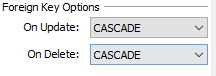 Foreign Key Options
On Update: CASCADE
On Delete: CASCADE